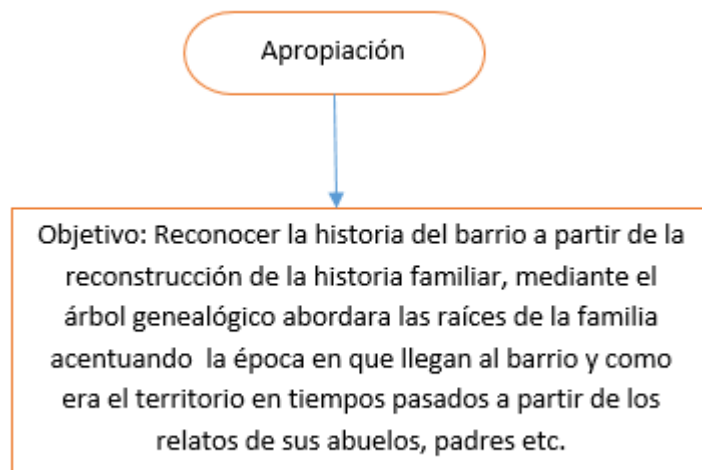 Apropiación
Objetivo: Reconocer la historia del barrio a partir de la
reconstrucción de la historia familiar, mediante el
árbol genealógico abordara las raíces de la familia
acentuando  la época en que llegan al barrio y como
era el territorio en tiempos pasados a partir de los
relatos de sus abuelos, padres etc.